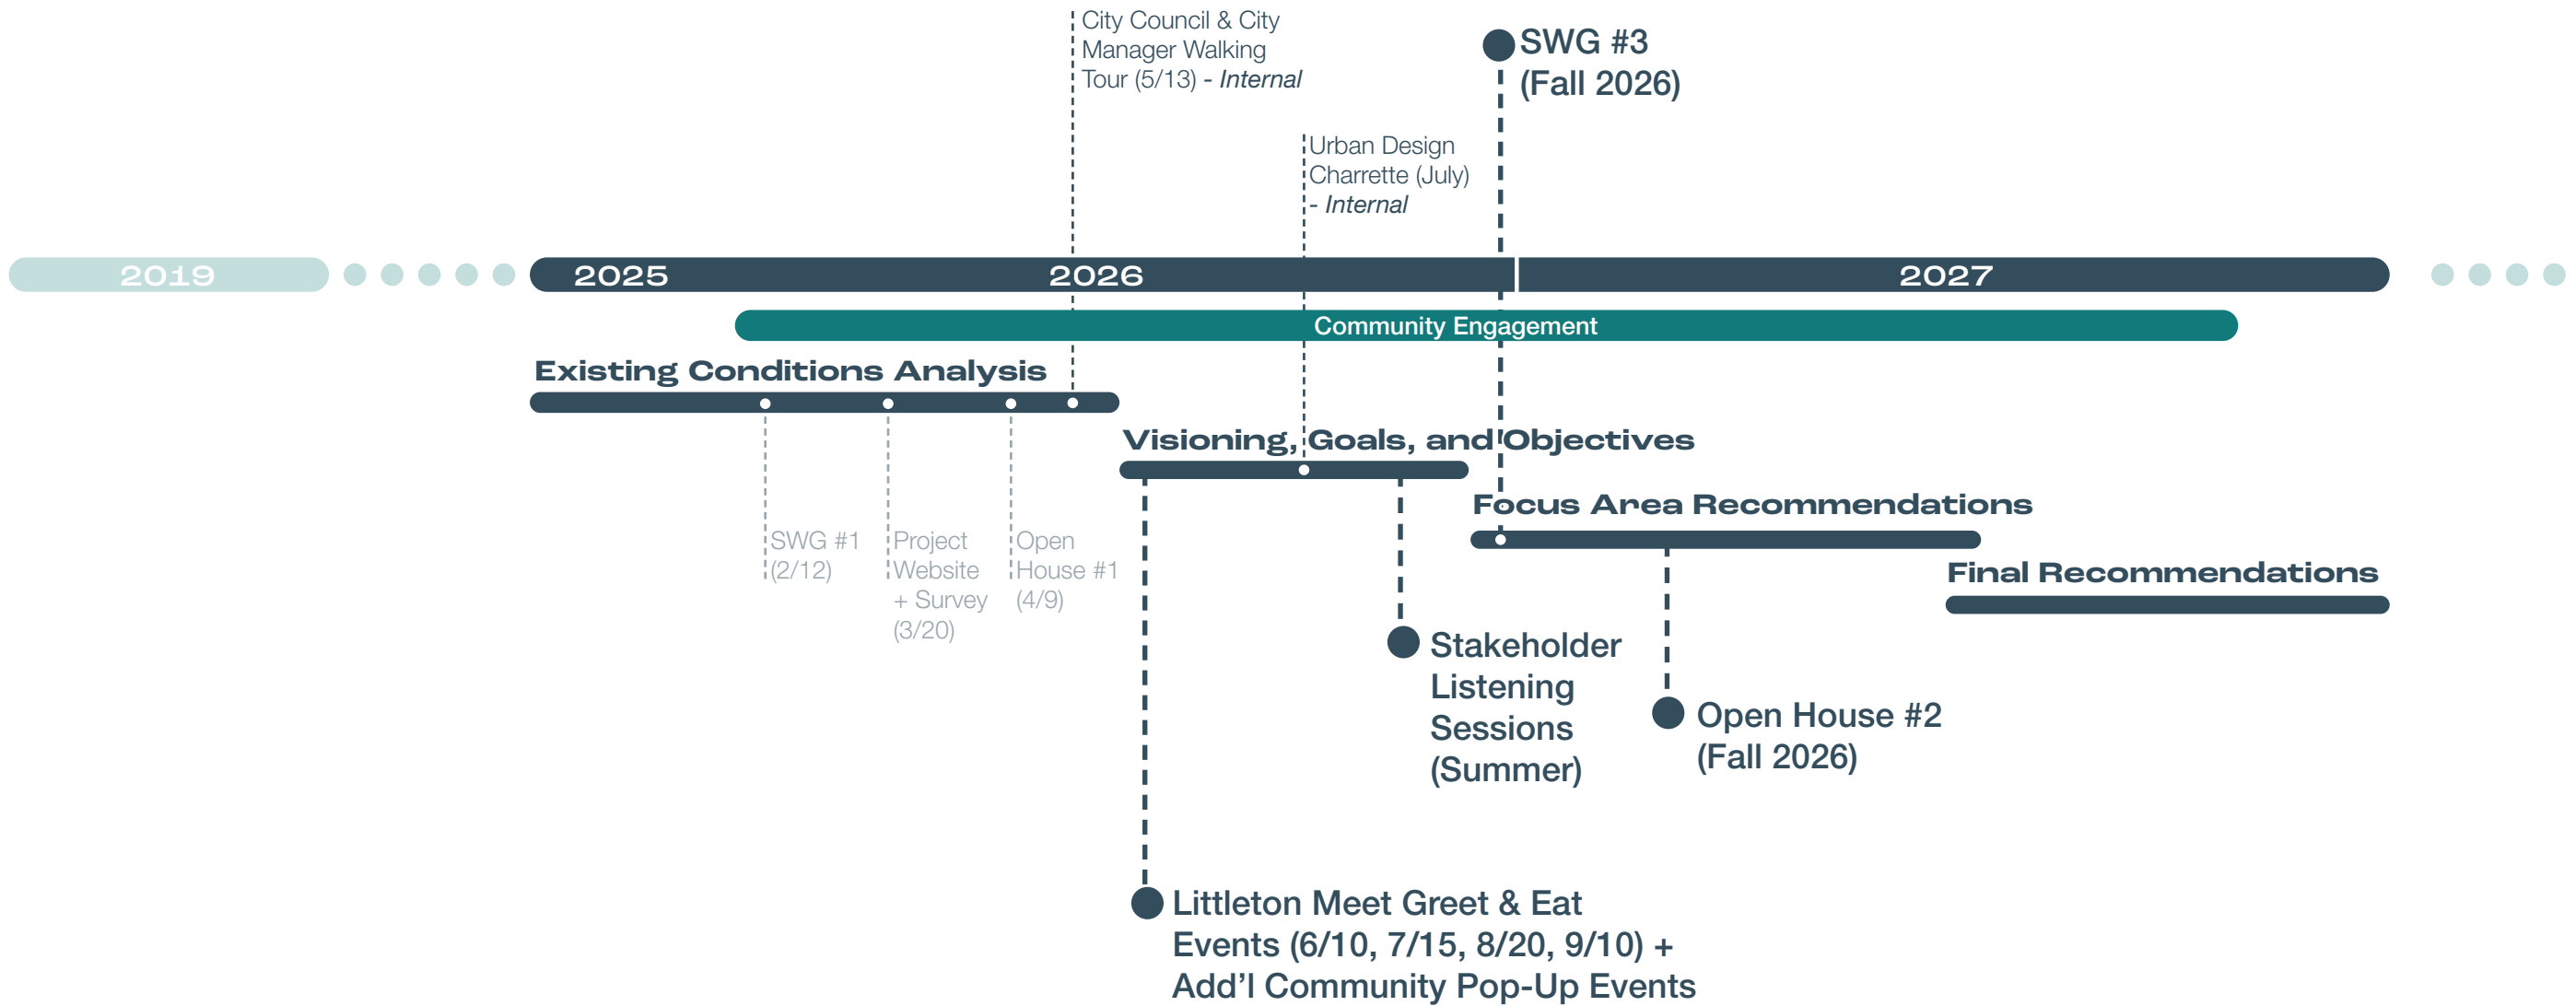 City Council & City
Manager Walking
Tour (5/13) - Internal
SWG #3
(Fall 2026)
Urban Design
Charrette (July)
- Internal
2019
2025
2026
2027
Community Engagement
Existing Conditions Analysis
Visioning, Goals, and Objectives
Focus Area Recommendations
Final Recommendations
SWG #1
(2/12)
Project
Website
+ Survey
(3/20)
Open
House #1
(4/9)
Stakeholder
Listening
Sessions
(Summer)
Open House #2
(Fall 2026)
Littleton Meet Greet & Eat
Events (6/10, 7/15, 8/20, 9/10) +
Add’l Community Pop-Up Events